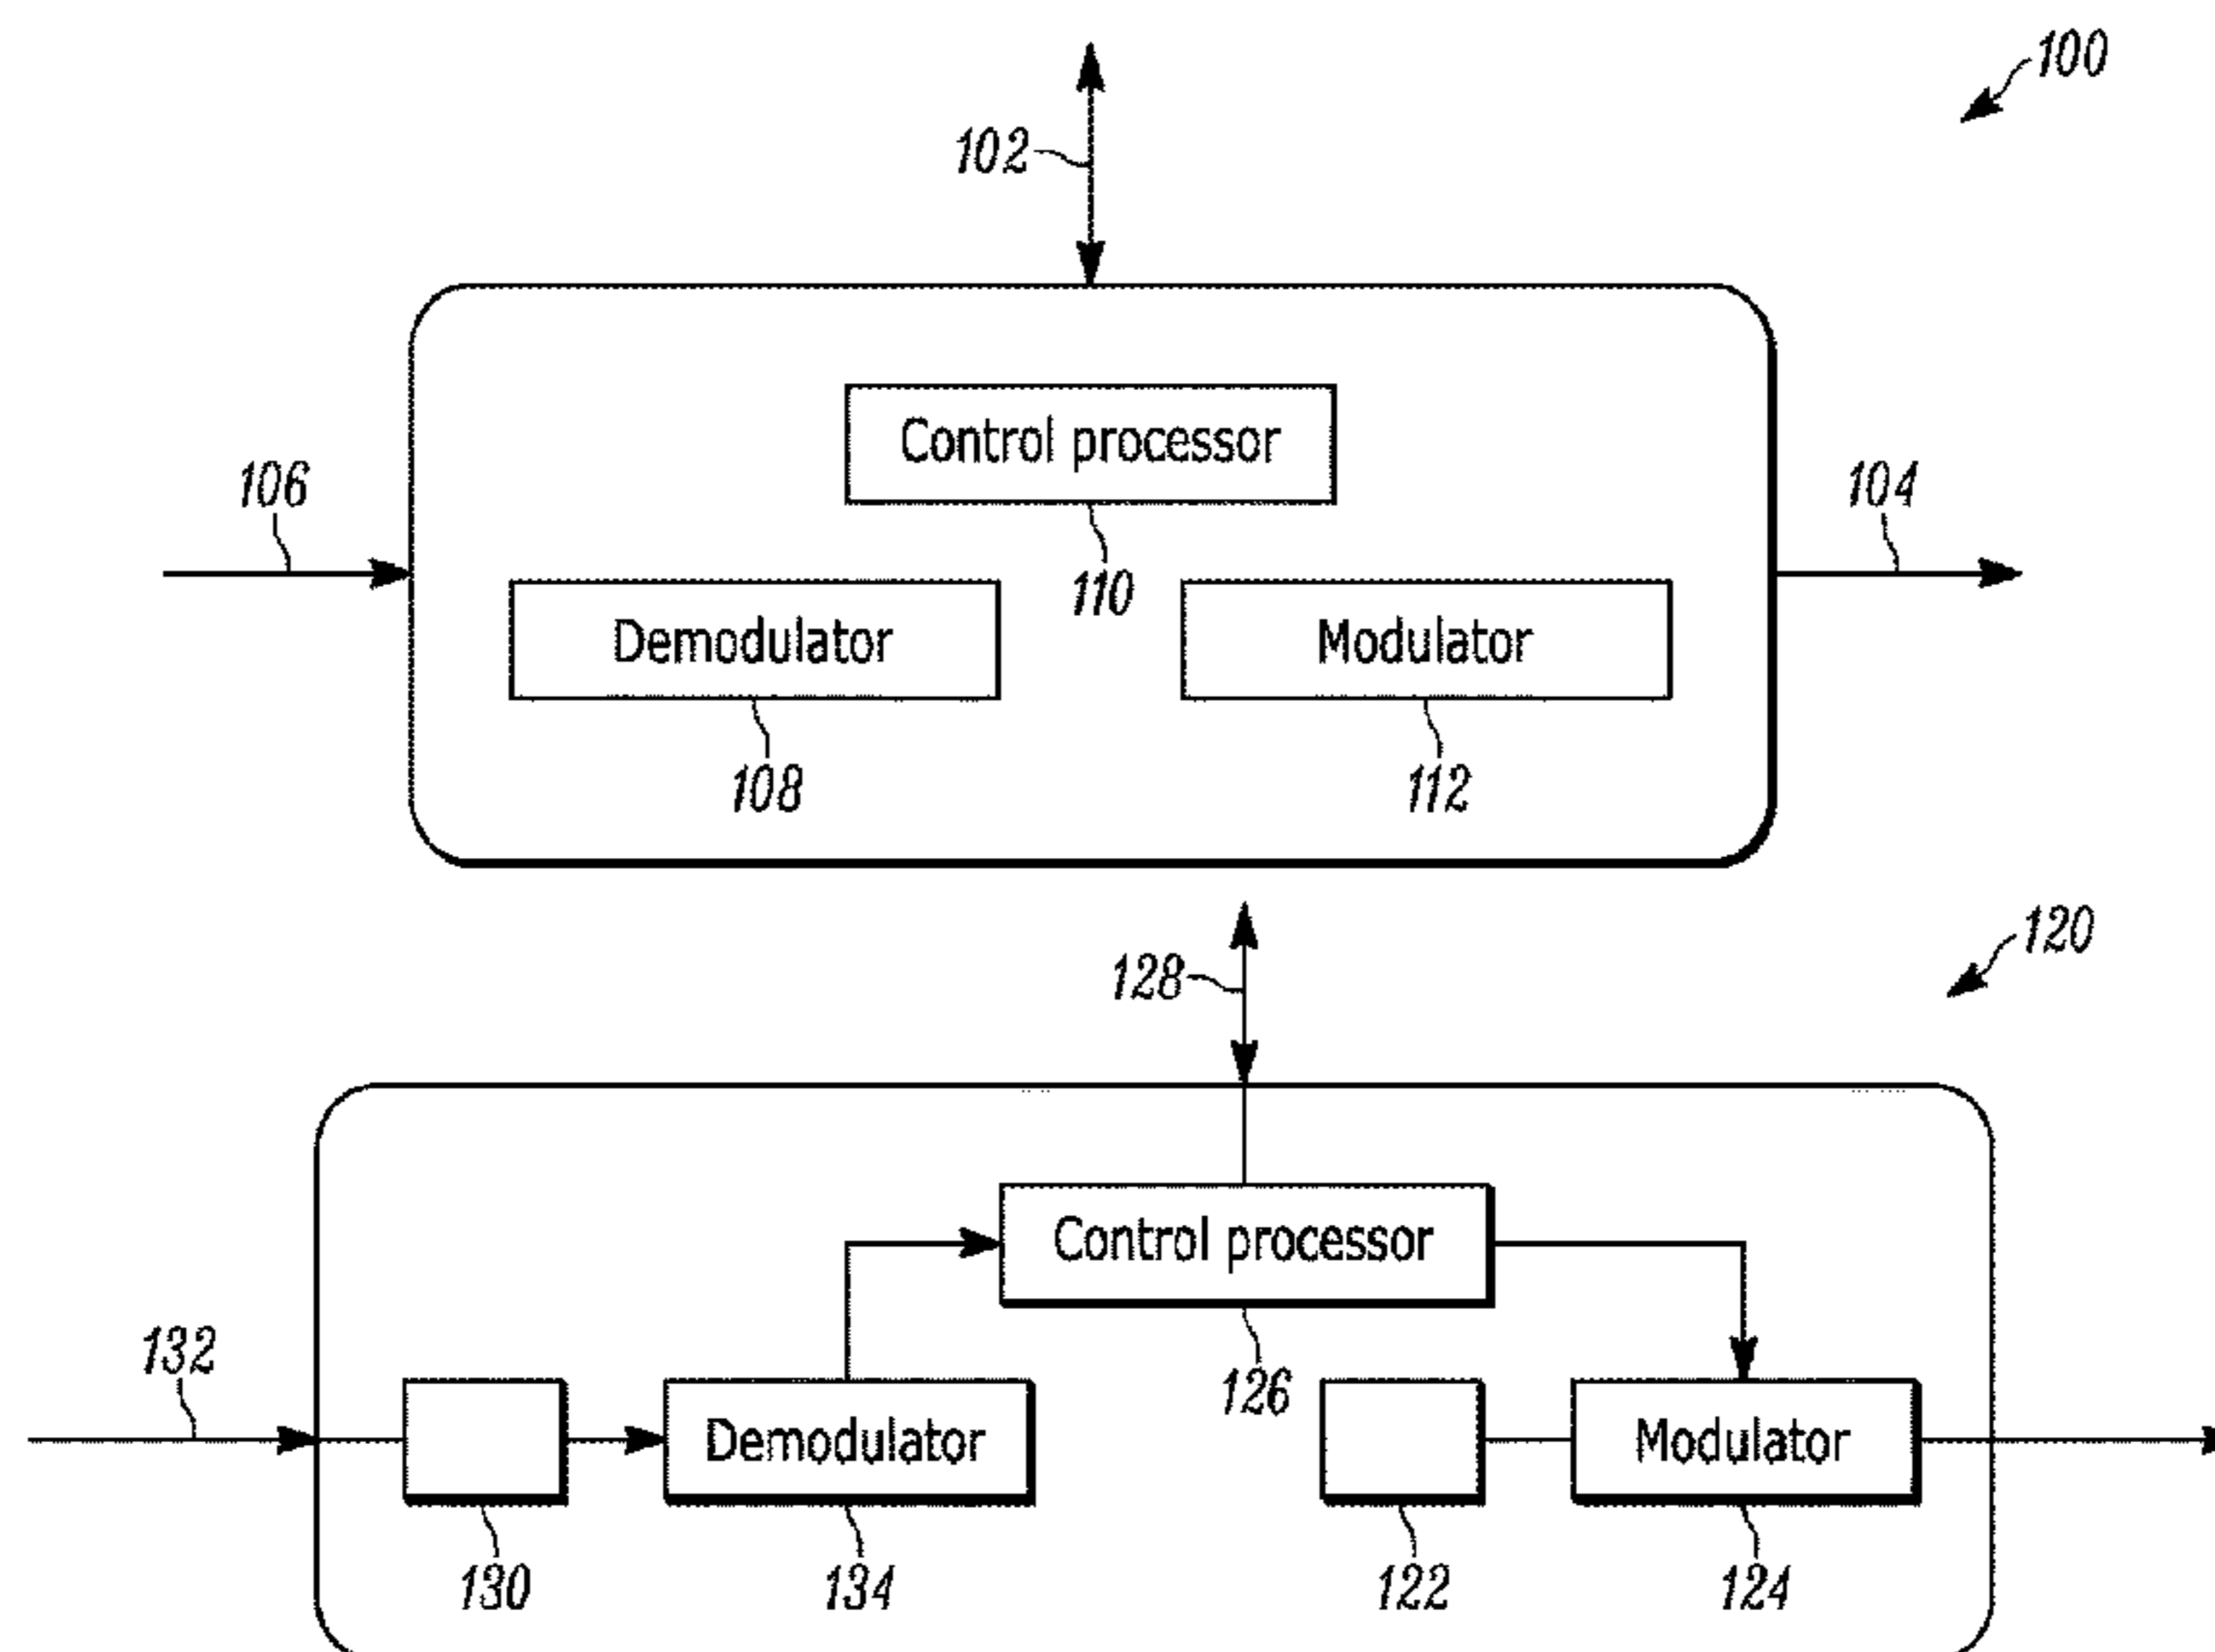 100
102
Control processor
106
104
110
Demodulator
Modulator
108
112
120
128
Control processor
132
126
Demodulator
Modulator
130
134
122
124